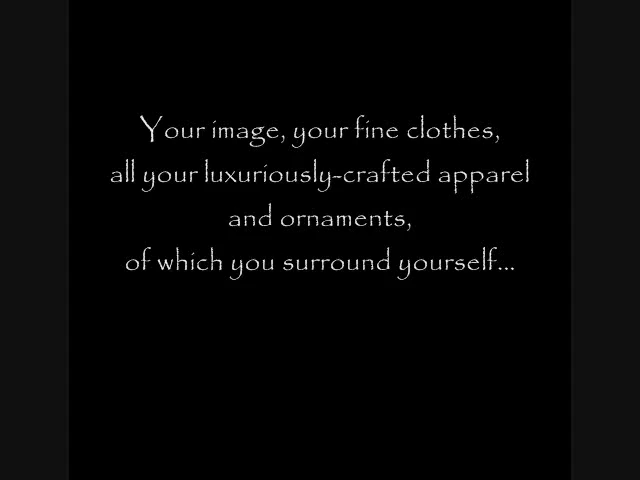 Your image, your fine clothes,
all your luxuriously-crafted apparel
and ornaments,
of which you surround yourself...